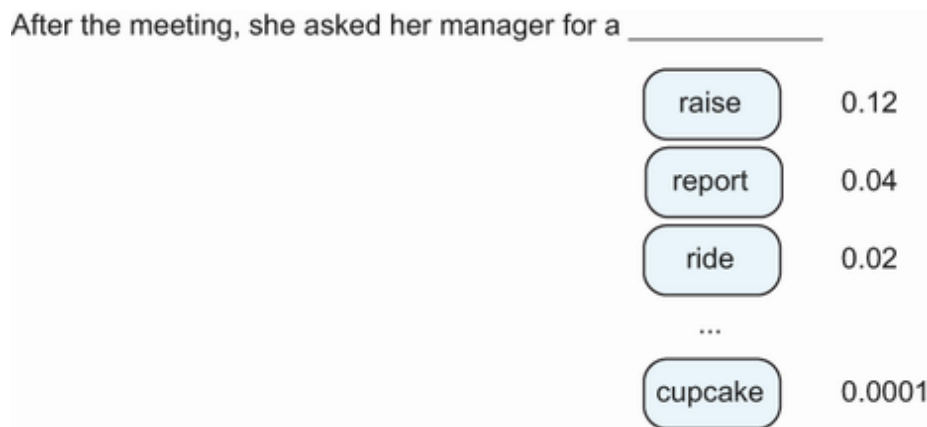 After the meeting, she asked her manager for a ______________
raise 0.12
report 0.04
ride 0.02
...
cupcake 0.0001